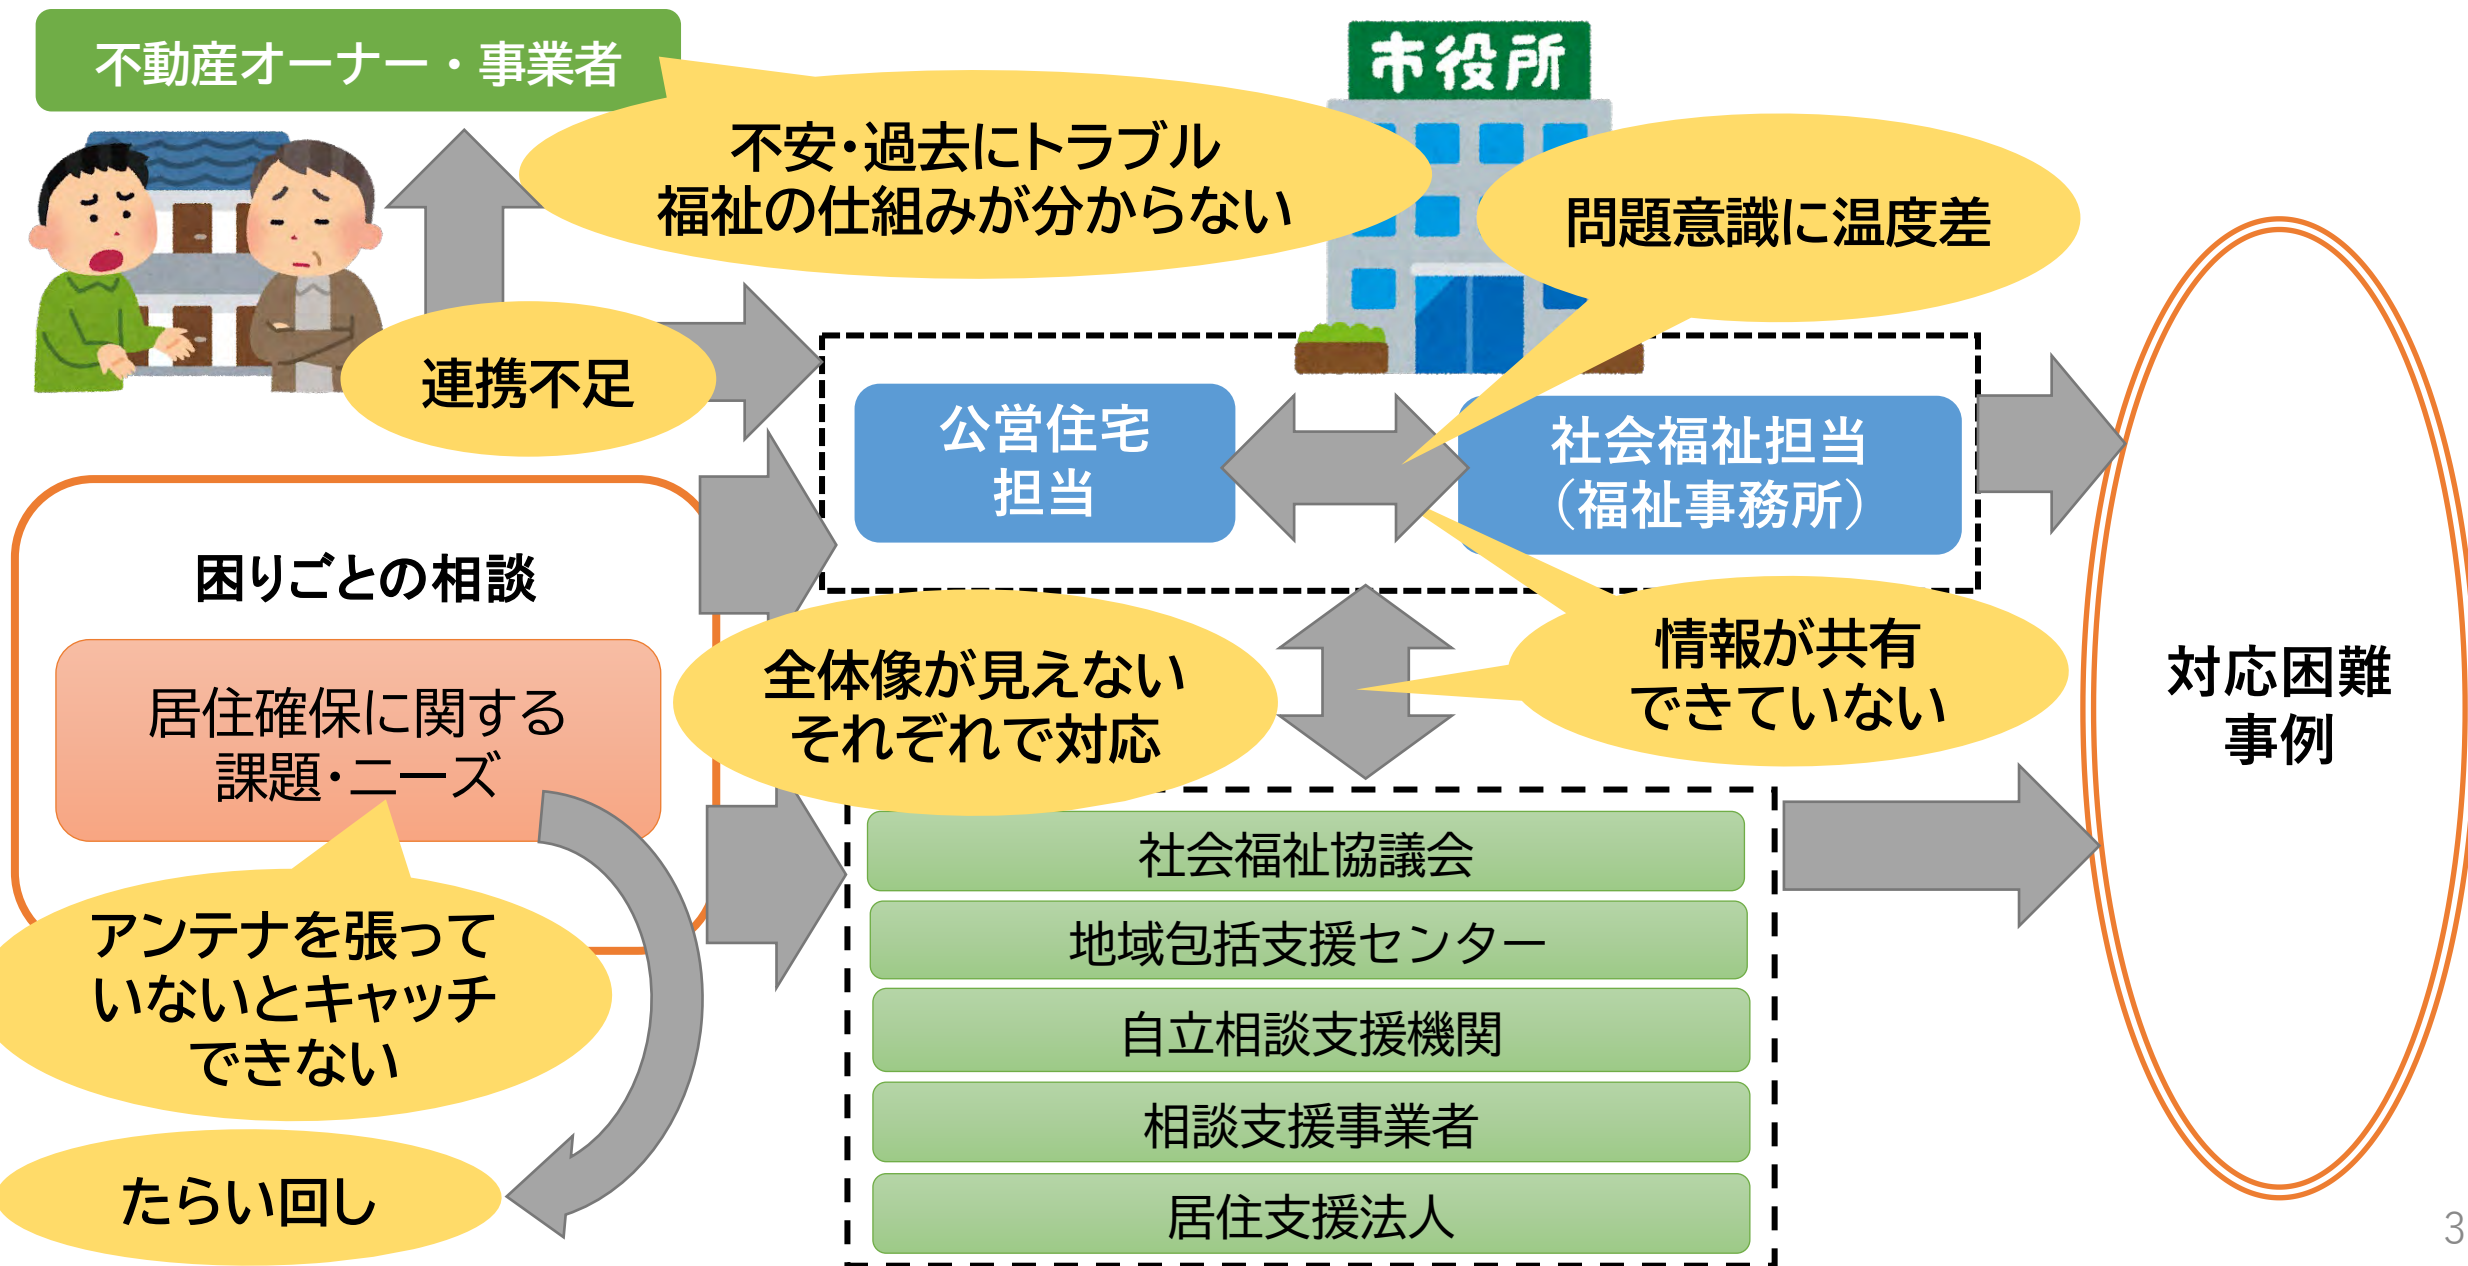 不動産オーナー・事業者
市役所
不安・過去にトラブル
福祉の仕組みが分からない
問題意識に温度差
連携不足
公営住宅
担当
社会福祉担当
（福祉事務所）
困りごとの相談
居住確保に関する
課題・ニーズ
全体像が見えない
それぞれで対応
情報が共有
できていない
対応困難
事例
アンテナを張って
いないとキャッチ
できない
たらい回し
社会福祉協議会
地域包括支援センター
自立相談支援機関
相談支援事業者
居住支援法人
3